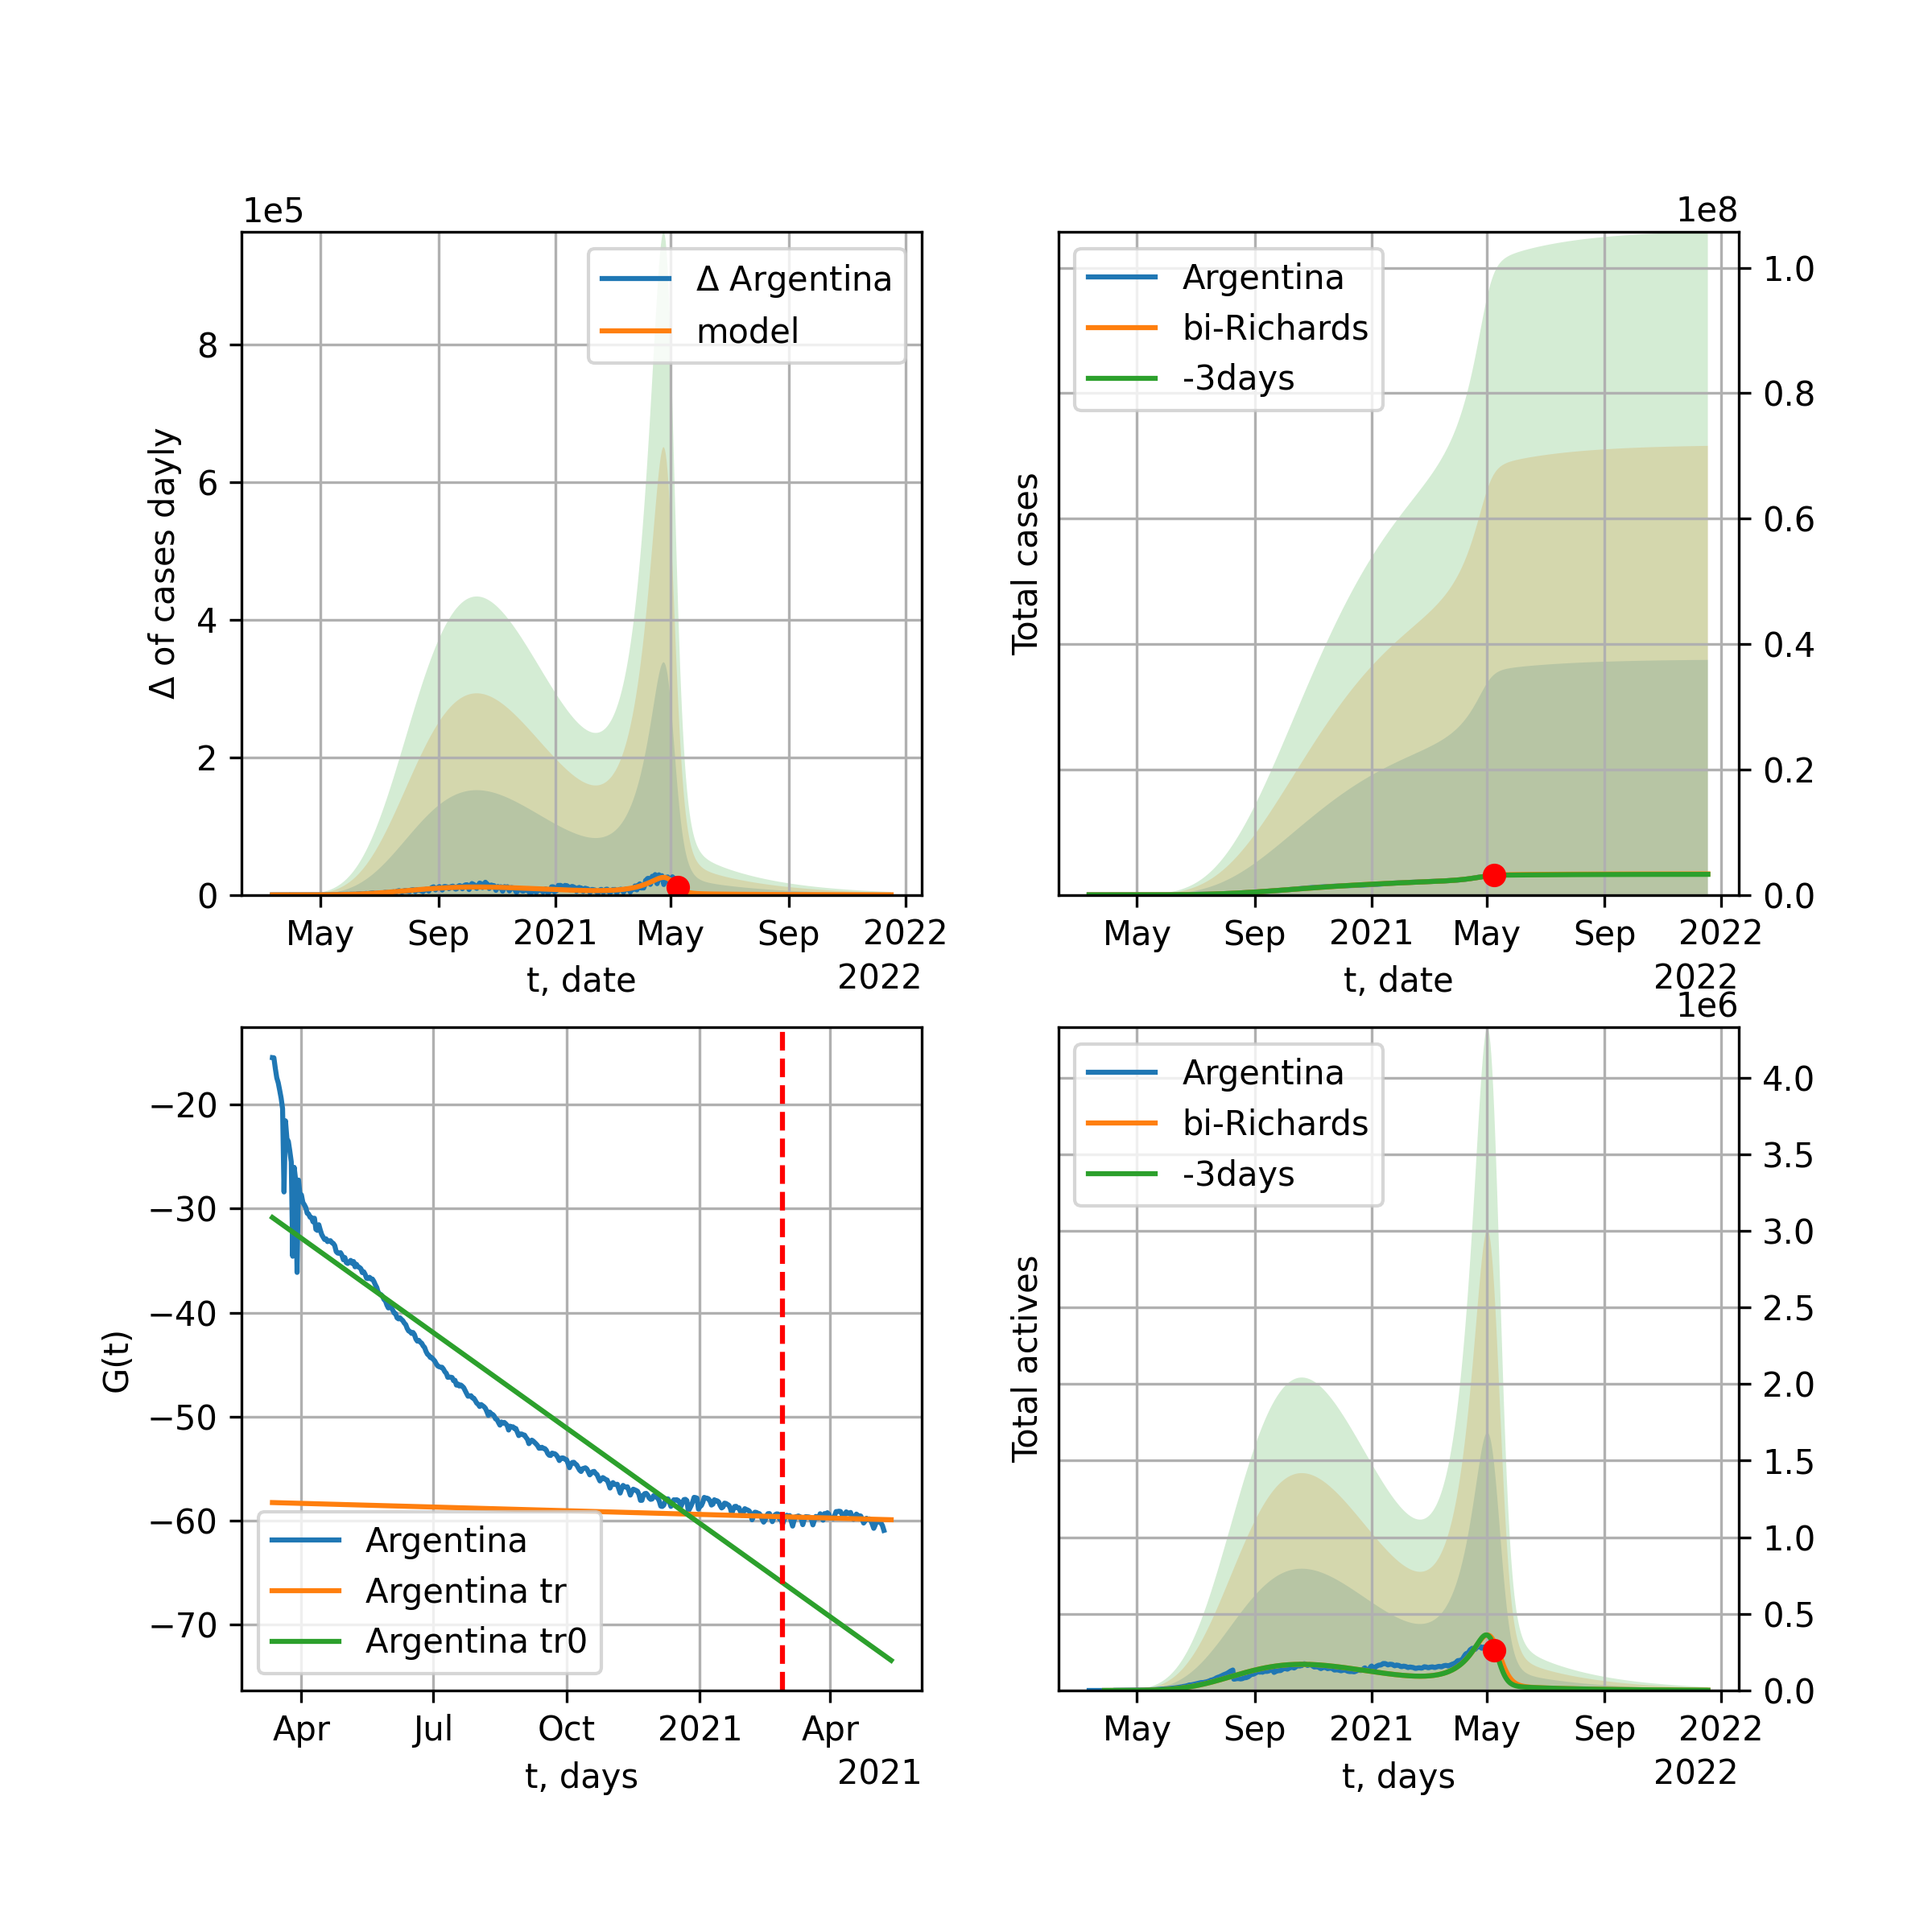 1e5
Δ Argentina
model
8
6
4
2
0
Δ of cases dayly
May Sep 2021 May Sep 2022
t, date 2022
1e8
Argentina
bi-Richards
-3days
Total cases
1.0
0.8
0.6
0.4
0.2
0.0
May Sep 2021 May Sep 2022
t, date 2022
−20
−30
−40
−50
−60
−70
G(t)
Argentina
Argentina tr
Argentina tr0
Apr Jul Oct 2021 Apr
t, days 2021
1e6
Argentina
bi-Richards
-3days
Total actives
4.0
3.5
3.0
2.5
2.0
1.5
1.0
0.5
0.0
May Sep 2021 May Sep 2022
t, days 2022